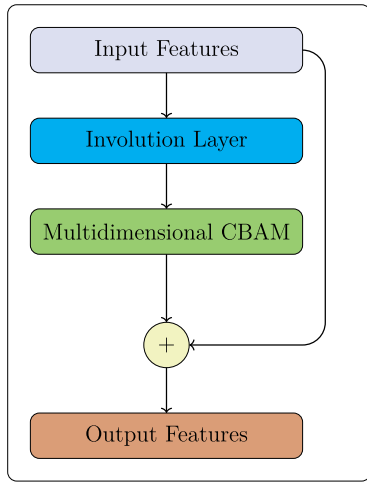 Input Features
Involution Layer
Multidimensional CBAM
+
Output Features